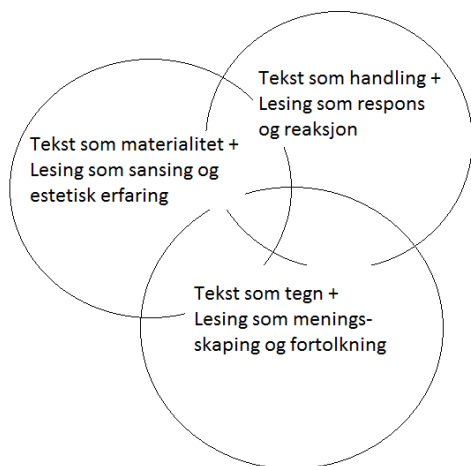 Tekst som handling +
Lesing som respons
og reaksjon
Tekst som materialitet +
Lesing som sansing og
estetisk erfaring
Tekst som tegn +
Lesing som menings-
skaping og fortolkning